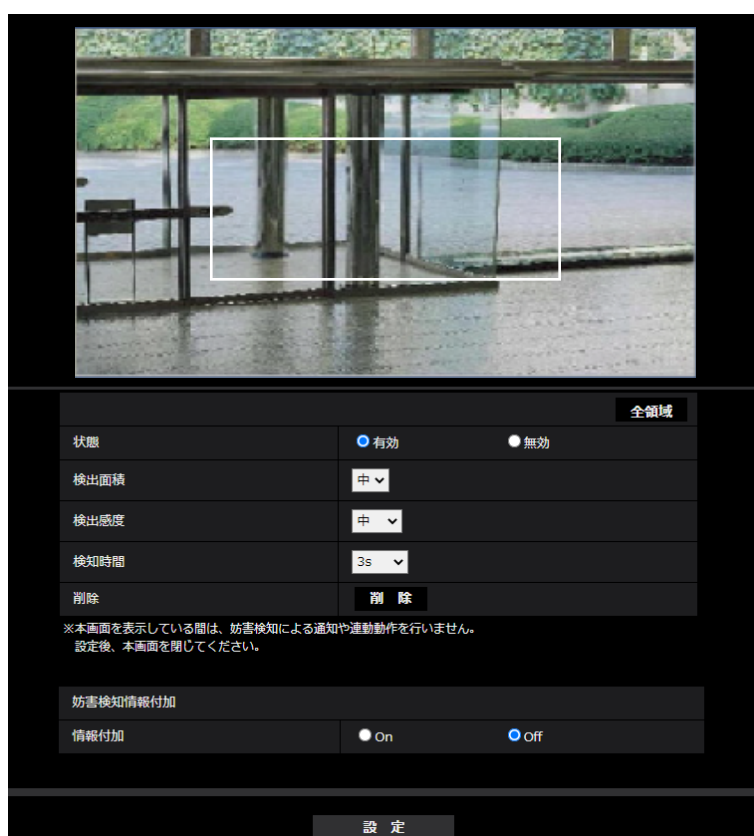 全領域
状態 有効 無効
検出面積 中
検出感度 中
検知時間 3s
削除 削 除
※本画面を表示している間は、妨害検知による通知や連動動作を行いません。
設定後、本画面を閉じてください。
妨害検知情報付加
情報付加 On Off
設 定